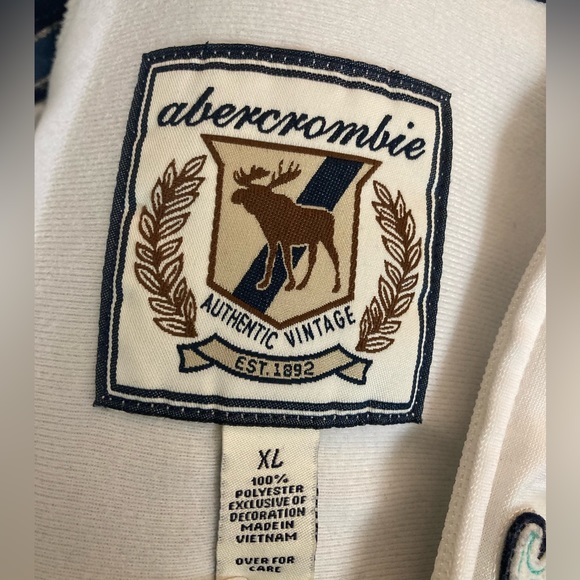 abercrombie
AUTHENTIC VINTAGE
EST. 1892
XL
100%
POLYESTER
EXCLUSIVE OF
DECORATION
MADE IN
VIETNAM
OVER FOR
CARE